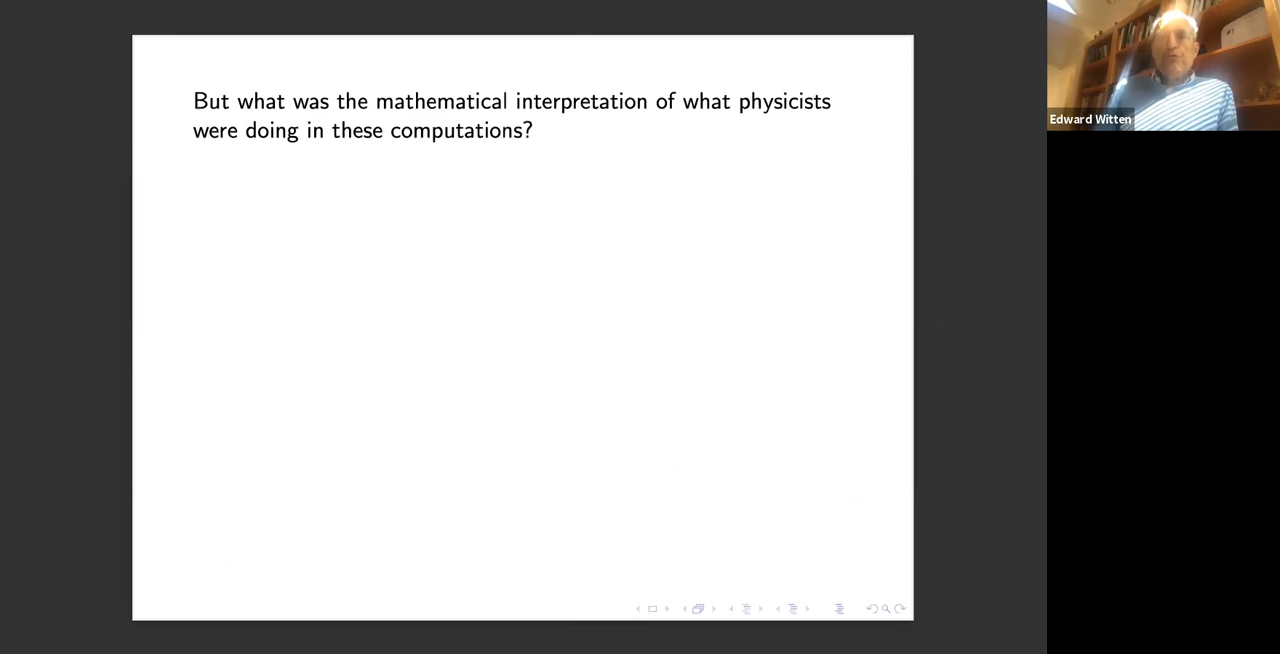 But what was the mathematical interpretation of what physicists
were doing in these computations?
Edward Witten